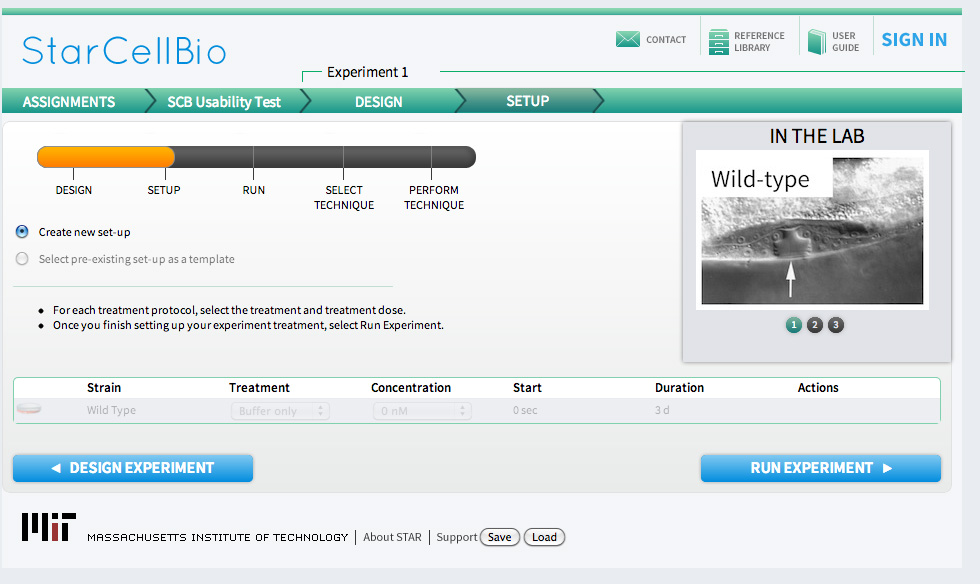 StarCellBio
CONTACT
REFERENCE
LIBRARY
USER
GUIDE
SIGN IN
Experiment 1
ASSIGNMENTS
SCB Usability Test
DESIGN
SETUP
DESIGN
SETUP
RUN
SELECT
TECHNIQUE
PERFORM
TECHNIQUE
Create new set-up
Select pre-existing set-up as a template
For each treatment protocol, select the treatment and treatment dose.
Once you finish setting up your experiment treatment, select Run Experiment.
IN THE LAB
Wild-type
1 2 3
Strain Treatment Concentration Start Duration Actions
Wild Type Buffer only 0 nM 0 sec 3 d
DESIGN EXPERIMENT
RUN EXPERIMENT
MIT
MASSACHUSETTS INSTITUTE OF TECHNOLOGY | About STAR | Support Save Load